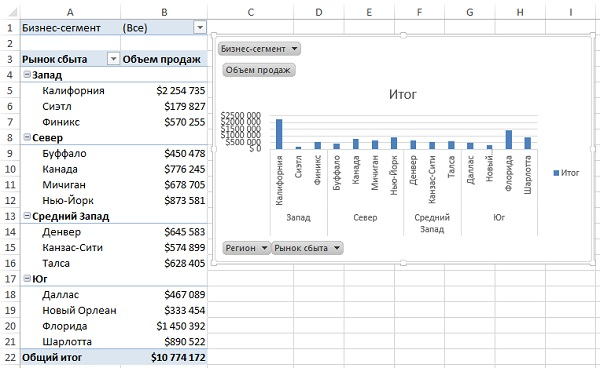 A B C D E F G H I
1 Бизнес-сегмент (Все)
2
3 Рынок сбыта Объем продаж
4 Запад
5 Калифорния $2 254 735
6 Сиэтл $179 827
7 Финикс $570 255
8 Север
9 Буффало $450 478
10 Канада $776 245
11 Мичиган $678 705
12 Нью-Йорк $873 581
13 Средний Запад
14 Денвер $645 583
15 Канзас-Сити $574 899
16 Талса $628 405
17 Юг
18 Даллас $467 089
19 Новый Орлеан $333 454
20 Флорида $1 450 392
21 Шарлотта $890 522
22 Общий итог $10 774 172
Бизнес-сегмент
Объем продаж
Итог
$2500 000
$2000 000
$1500 000
$1000 000
$500 000
$ 0
Калифорния Сиэтл Финикс Буффало Канада Мичиган Нью-Йорк Денвер Канзас-Сити Талса Даллас Новый Флорида Шарлотта
Запад Север Средний Юг
Запад
Итог
Регион Рынок сбыта